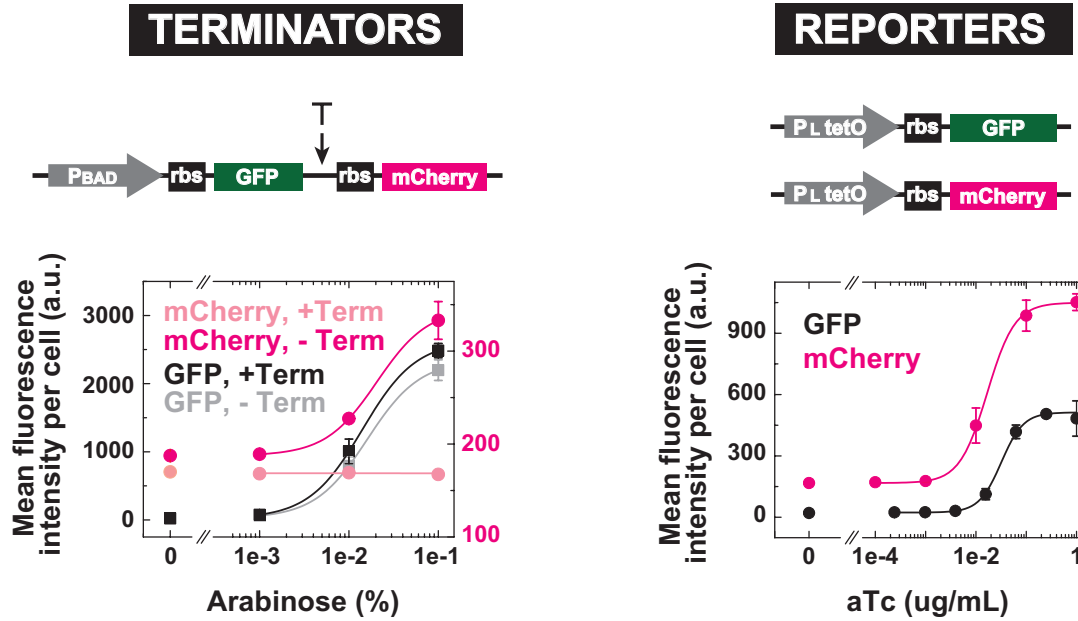 TERMINATORS
PBAD rbs GFP rbs mCherry
Mean fluorescence
intensity per cell (a.u.)
3000
2000
1000
0
mCherry, +Term
mCherry, - Term
GFP, +Term
GFP, - Term
300
200
100
0 1e-3 1e-2 1e-1
Arabinose (%)
REPORTERS
PL tetO rbs GFP
PL tetO rbs mCherry
Mean fluorescence
intensity per cell (a.u.)
900
600
300
0
GFP
mCherry
0 1e-4 1e-2 1
aTc (ug/mL)